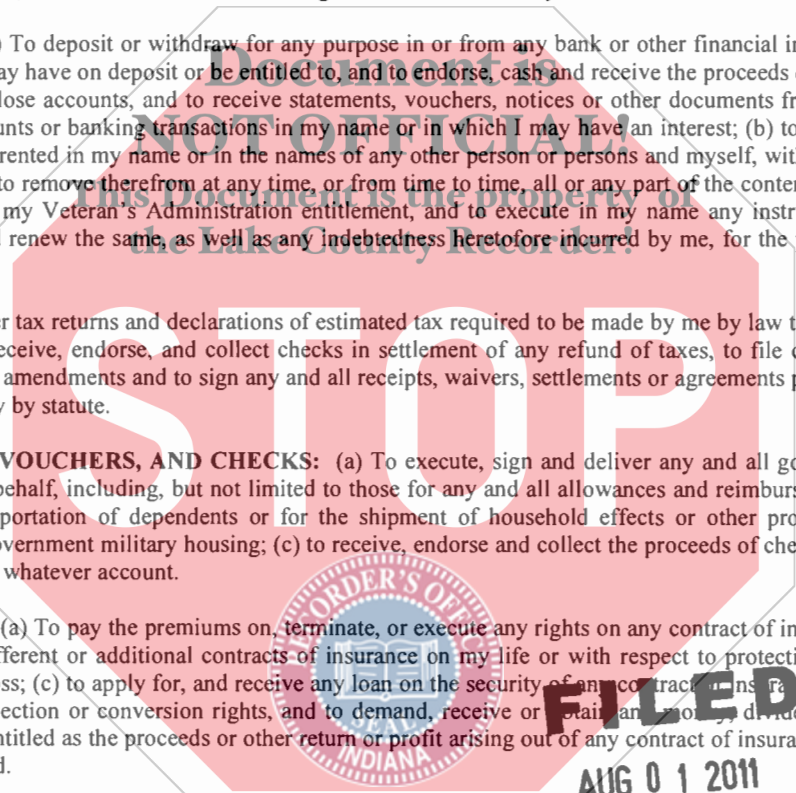 ) To deposit or withdraw for any purpose in or from any bank or other financial in
ay have on deposit or be entitled to, and to endorse, cash and receive the proceeds
lose accounts, and to receive statements, vouchers, notices or other documents fr
unts or banking transactions in my name or in which I may have an interest; (b) to
rented in my name or in the names of any other person or persons and myself, wit
to remove therefrom at any time, or from time to time, all or any part of the conten
my Veteran's Administration entitlement, and to execute in my name any instr
renew the same, as well as any indebtedness heretofore incurred by me, for the
Document is
NOT OFFICIAL!
This Document is the property of
the Lake County Recorder!
er tax returns and declarations of estimated tax required to be made by me by law t
eceive, endorse, and collect checks in settlement of any refund of taxes, to file
amendments and to sign any and all receipts, waivers, settlements or agreements p
y by statute.
STOP
VOUCHERS, AND CHECKS: (a) To execute, sign and deliver any and all go
behalf, including, but not limited to those for any and all allowances and reimburs
portation of dependents or for the shipment of household effects or other pro
overnment military housing; (c) to receive, endorse and collect the proceeds of che
whatever account.
(a) To pay the premiums on, terminate, or execute any rights on any contract of in
fferent or additional contracts of insurance on my life or with respect to protecti
ss; (c) to apply for, and receive any loan on the security of any contract insura
ection or conversion rights, and to demand, receive or obtain any money, divid
ntitled as the proceeds or other return or profit arising out of any contract of insura
d.
RECORDER'S OFFICE
SEAL
INDIANA
FILED
AUG 01 2011